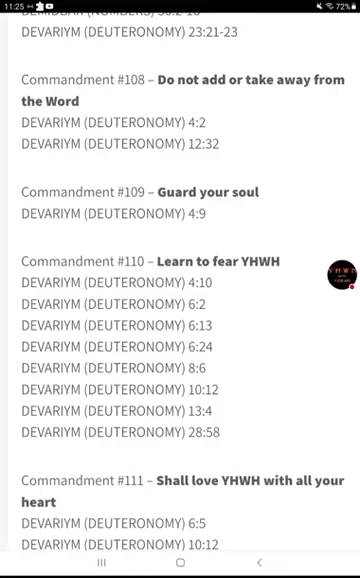 11:25
72%
DEVARIYM (DEUTERONOMY) 23:21-23
Commandment #108 – Do not add or take away from
the Word
DEVARIYM (DEUTERONOMY) 4:2
DEVARIYM (DEUTERONOMY) 12:32
Commandment #109 – Guard your soul
DEVARIYM (DEUTERONOMY) 4:9
Commandment #110 – Learn to fear YHWH
DEVARIYM (DEUTERONOMY) 4:10
DEVARIYM (DEUTERONOMY) 6:2
DEVARIYM (DEUTERONOMY) 6:13
DEVARIYM (DEUTERONOMY) 6:24
DEVARIYM (DEUTERONOMY) 8:6
DEVARIYM (DEUTERONOMY) 10:12
DEVARIYM (DEUTERONOMY) 13:4
DEVARIYM (DEUTERONOMY) 28:58
Commandment #111 – Shall love YHWH with all your
heart
DEVARIYM (DEUTERONOMY) 6:5
DEVARIYM (DEUTERONOMY) 10:12